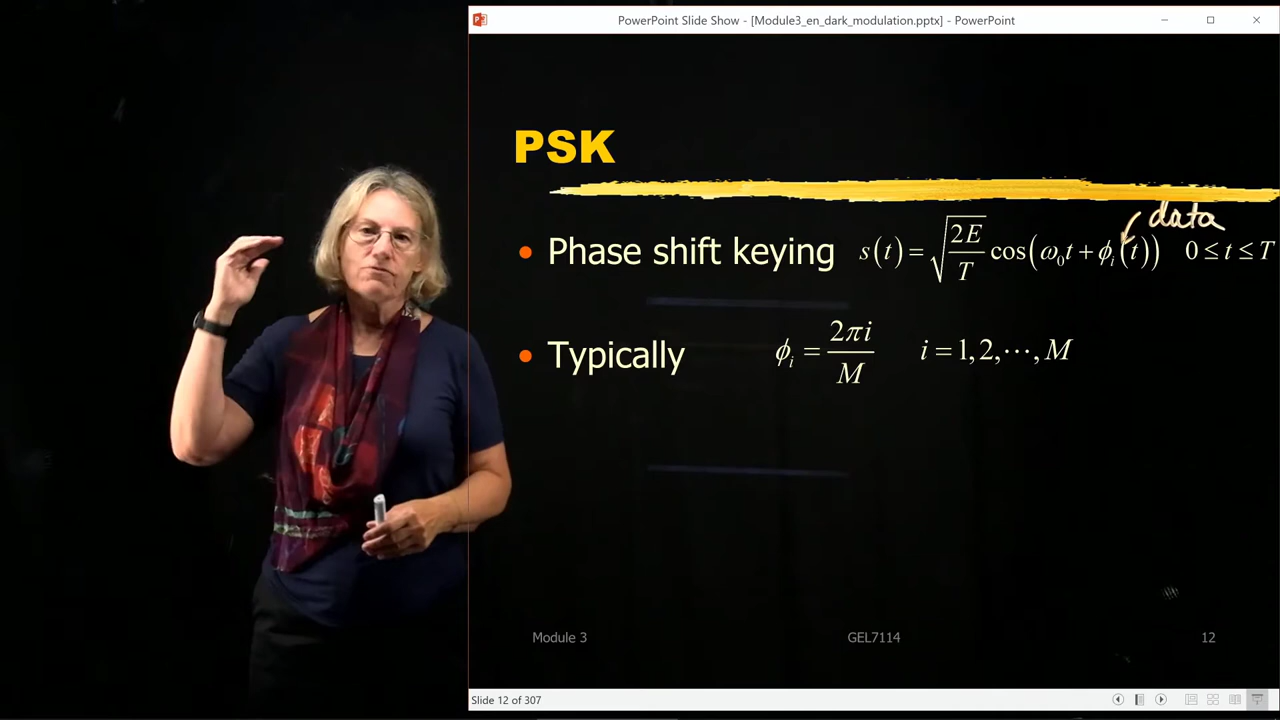 PowerPoint Slide Show - [Module3_en_dark_modulation.pptx] - PowerPoint
PSK
data
• Phase shift keying s(t) = √(2E/T) cos(ω₀t + ϕᵢ(t)) 0 ≤ t ≤ T
• Typically ϕᵢ = 2πi/M i = 1, 2, ⋯, M
Module 3 GEL7114 12
Slide 12 of 307